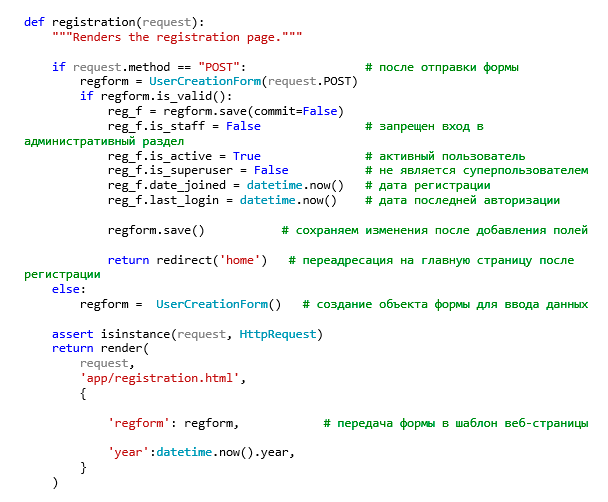 def registration(request):
    """Renders the registration page."""
    if request.method == "POST":                 # после отправки формы
        regform = UserCreationForm(request.POST)
        if regform.is_valid():
            reg_f = regform.save(commit=False)
            reg_f.is_staff = False               # запрещен вход в
административный раздел
            reg_f.is_active = True               # активный пользователь
            reg_f.is_superuser = False           # не является суперпользователем
            reg_f.date_joined = datetime.now()   # дата регистрации
            reg_f.last_login = datetime.now()    # дата последней авторизации
            regform.save()           # сохраняем изменения после добавления полей
            return redirect('home')   # переадресация на главную страницу после
регистрации
    else:
        regform =  UserCreationForm()   # создание объекта формы для ввода данных
    assert isinstance(request, HttpRequest)
    return render(
        request,
        'app/registration.html',
        {
            'regform': regform,            # передача формы в шаблон веб-страницы
            'year':datetime.now().year,
        }
    )